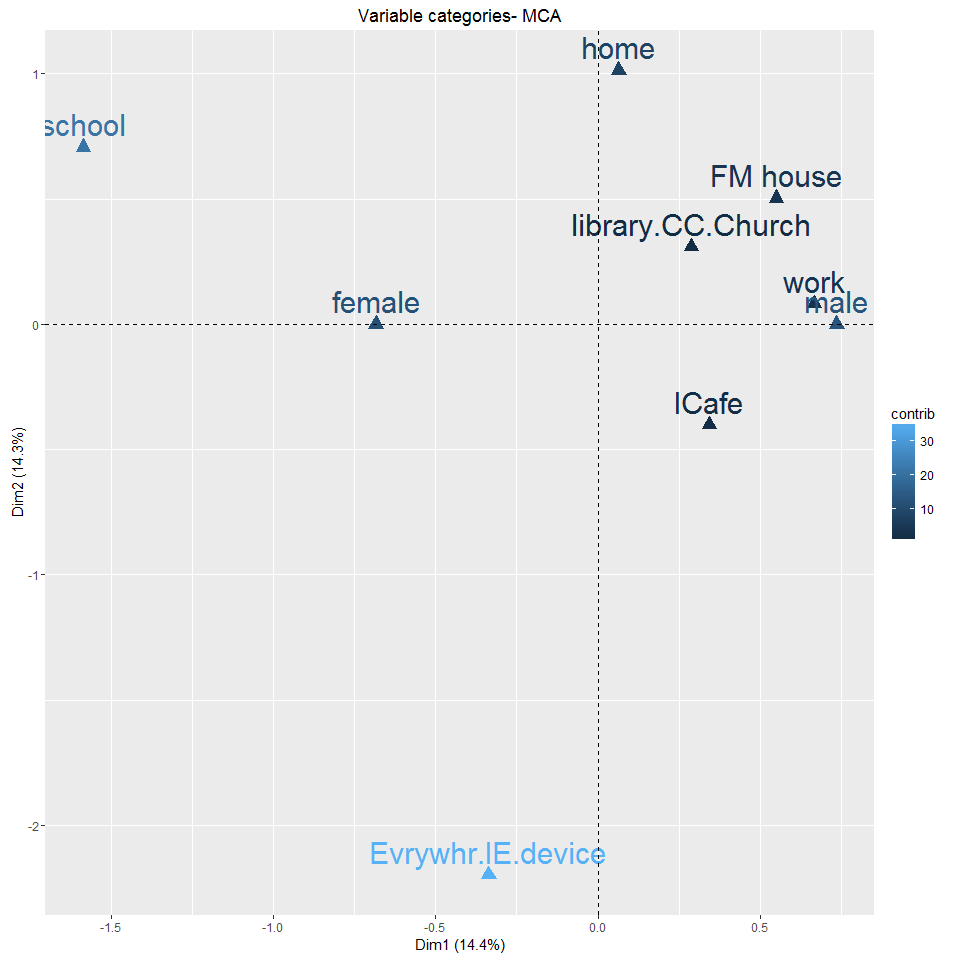 Variable categories- MCA
home
school
FM house
library.CC.Church
work
female
male
ICafe
Evrywhr.IE.device
1
0
-1
-2
Dim2 (14.3%)
-1.5
-1.0
-0.5
0.0
0.5
Dim1 (14.4%)
contrib
30
20
10